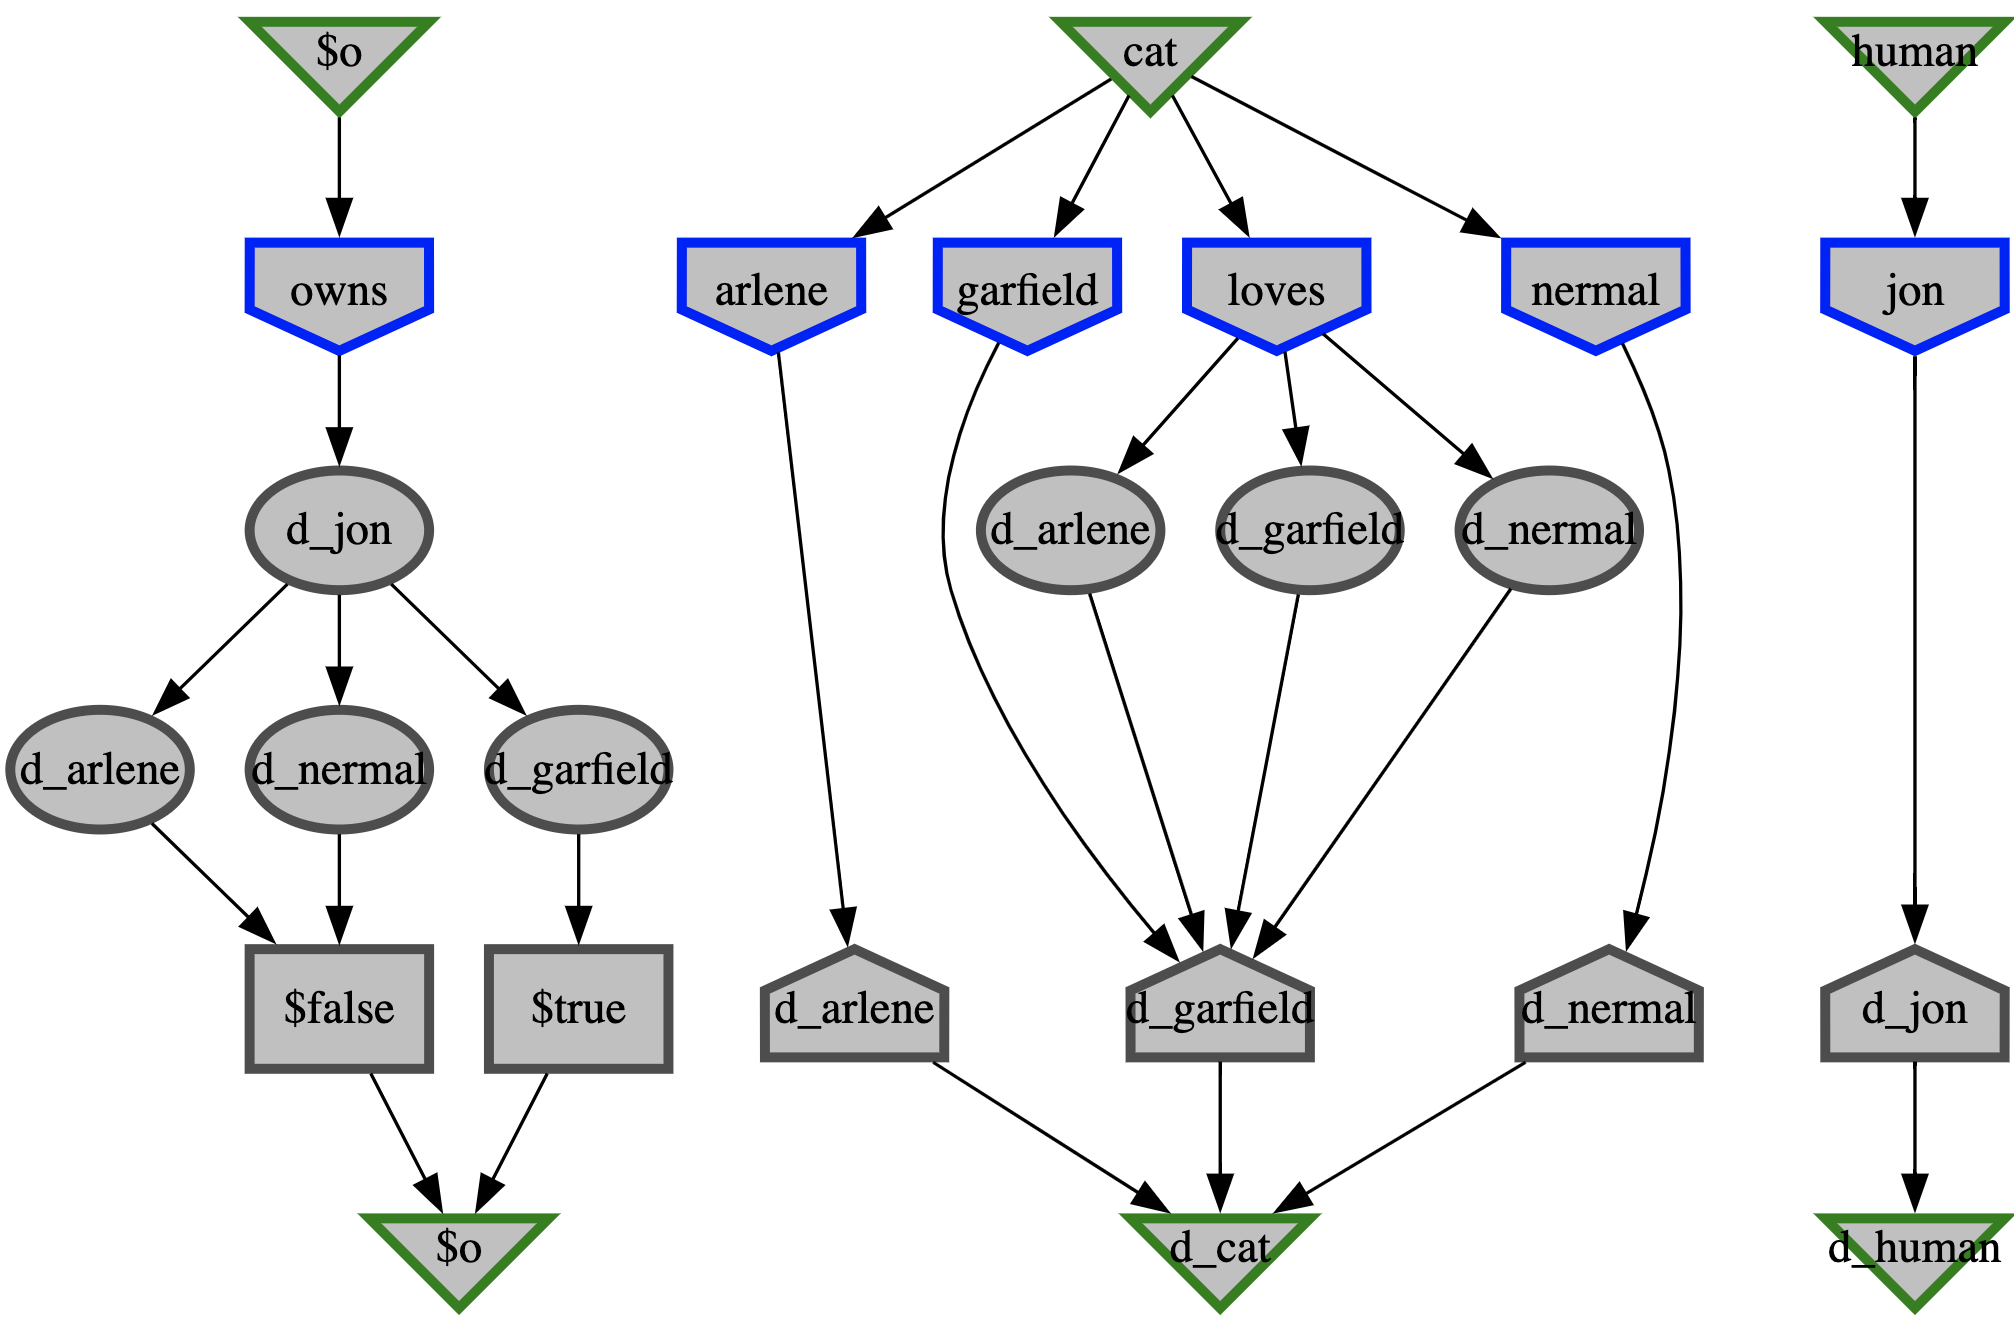 $o
cat
human
owns
arlene
garfield
loves
nermal
jon
d_jon
d_arlene
d_garfield
d_nermal
d_arlene
d_nermal
d_garfield
$false
$true
d_arlene
d_garfield
d_nermal
d_jon
$o
d_cat
d_human